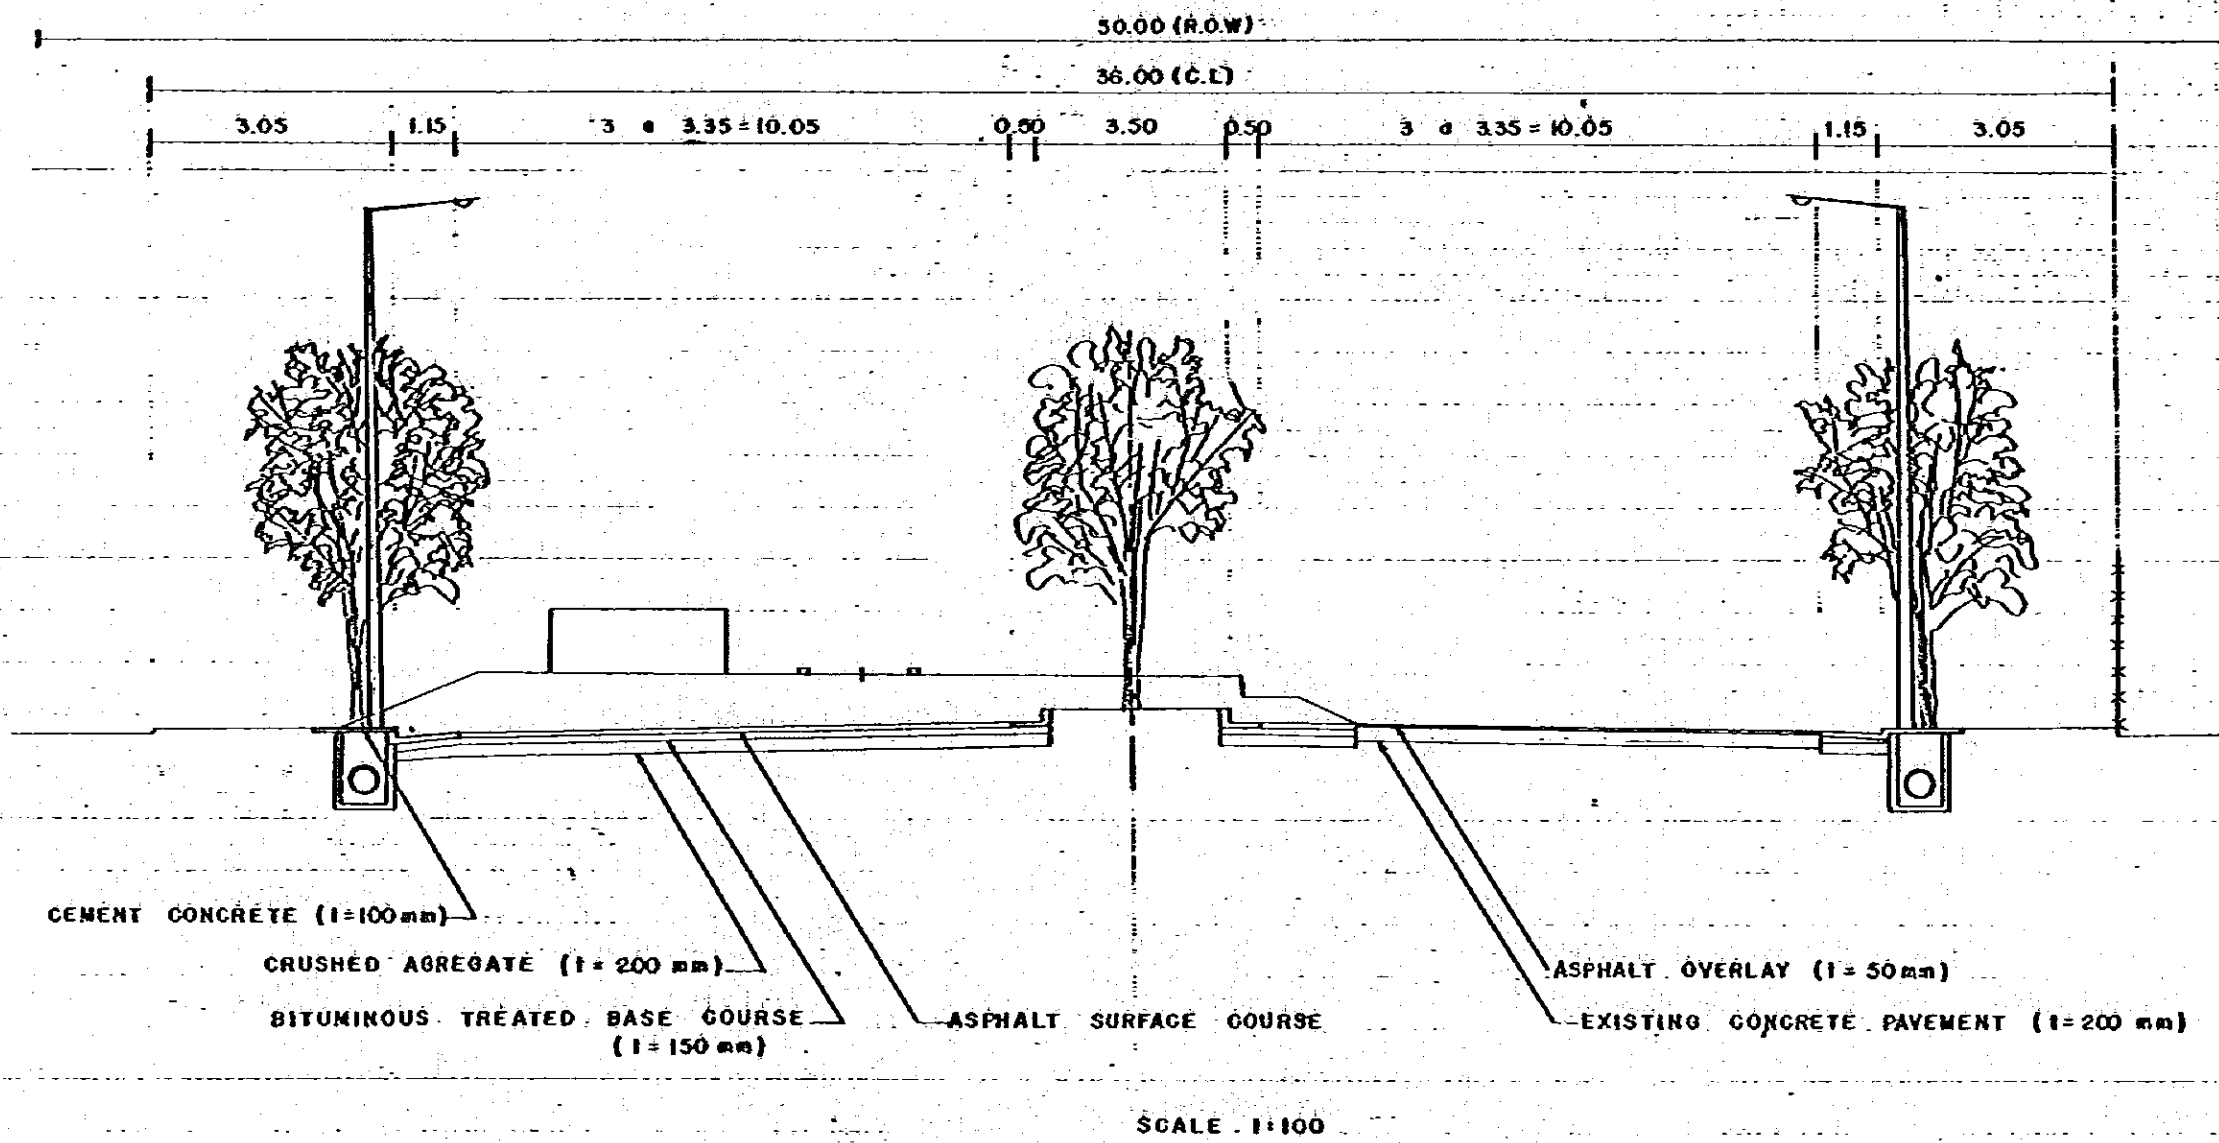 50.00 (R.O.W)
36.00 (C.L)
3.05 1.15 3 @ 3.35 = 10.05 0.50 3.50 0.50 3 @ 3.35 = 10.05 1.15 3.05
CEMENT CONCRETE (t=100mm)
CRUSHED AGREGATE (t = 200 mm)
ASPHALT OVERLAY (t = 50mm)
BITUMINOUS TREATED BASE COURSE
ASPHALT SURFACE COURSE
EXISTING CONCRETE PAVEMENT (t=200 mm)
(t = 150 mm)
SCALE 1:100